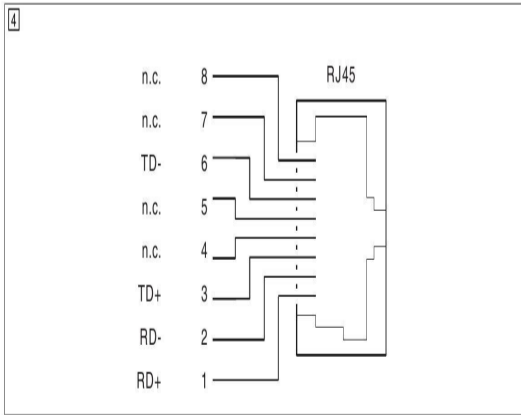 4
RJ45
n.c. 8
n.c. 7
TD- 6
n.c. 5
n.c. 4
TD+ 3
RD- 2
RD+ 1